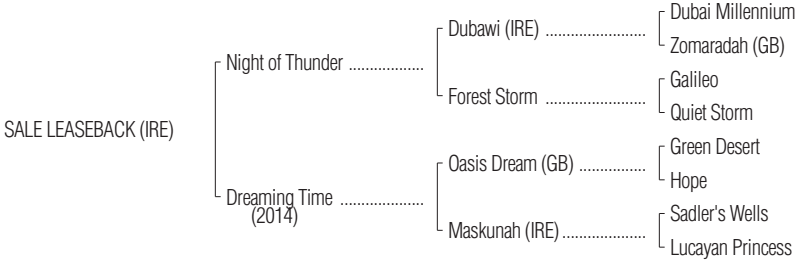 SALE LEASEBACK (IRE)
Night of Thunder ..................
Dreaming Time ....................
(2014)
Dubawi (IRE) ........................
Forest Storm ........................
Oasis Dream (GB) ................
Maskunah (IRE) ....................
Dubai Millennium
Zomaradah (GB)
Galileo
Quiet Storm
Green Desert
Hope
Sadler's Wells
Lucayan Princess